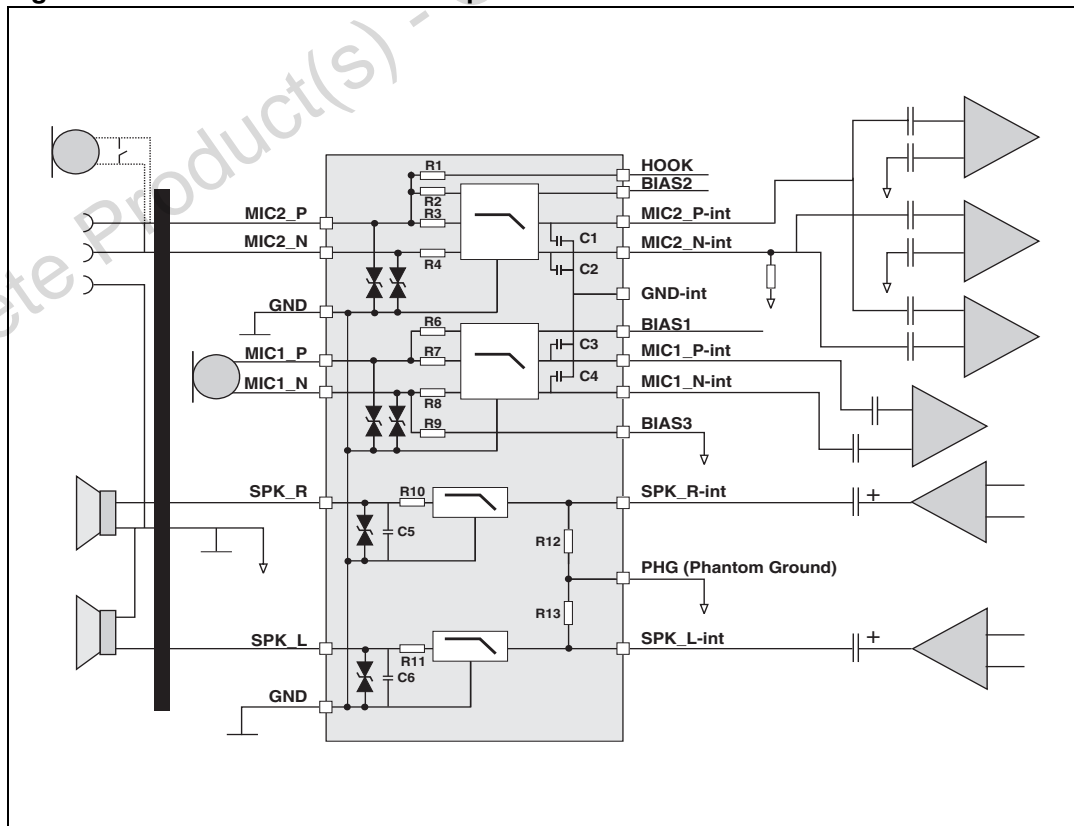 ete Product(s) -
R1
HOOK
BIAS2
R2
MIC2_P
R3
MIC2_P-int
C1
MIC2_N
MIC2_N-int
R4
C2
GND-int
GND
R6
BIAS1
MIC1_P
R7
C3
MIC1_P-int
C4
MIC1_N
MIC1_N-int
R8
R9
BIAS3
SPK_R
R10
SPK_R-int
+
C5
R12
PHG (Phantom Ground)
R13
SPK_L
SPK_L-int
+
R11
C6
GND